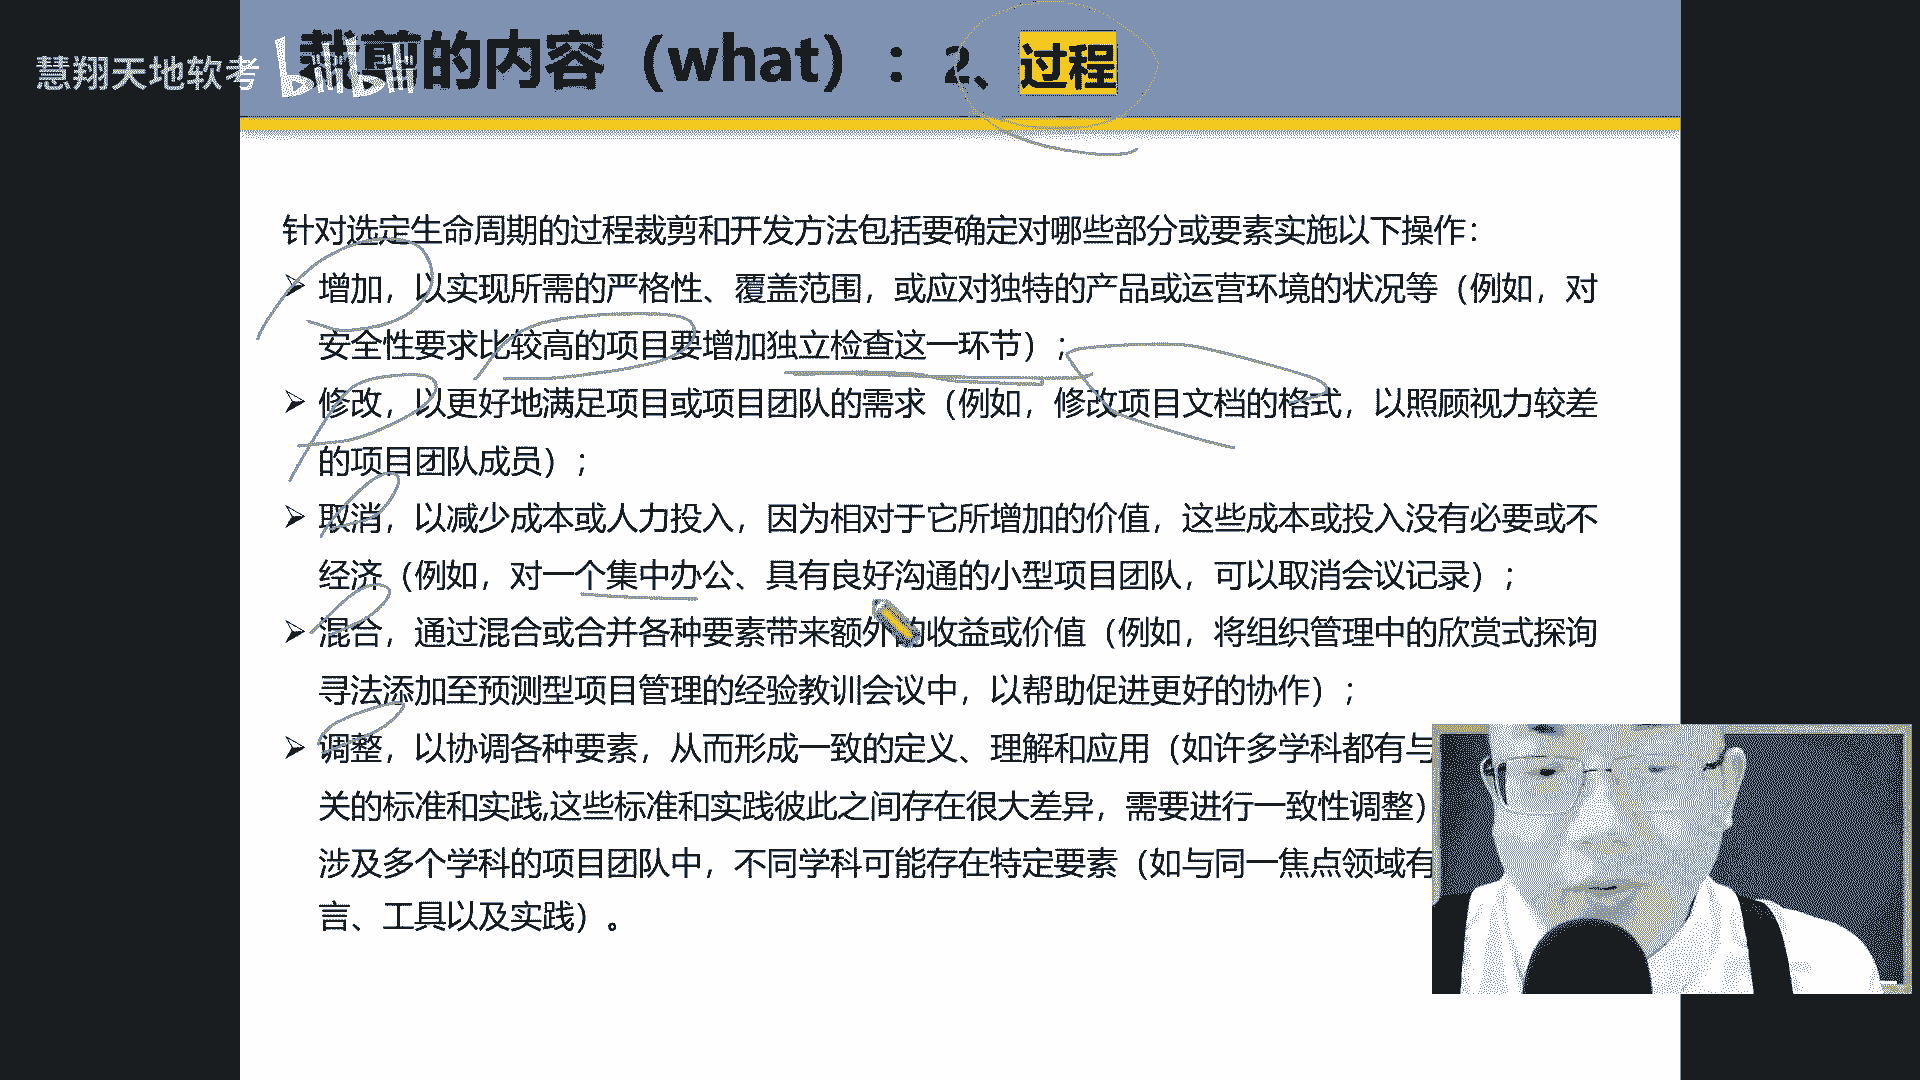 慧翔天地软考 bilibili
裁剪的内容（what）：2、过程
针对选定生命周期的过程裁剪和开发方法包括要确定对哪些部分或要素实施以下操作：
➢ 增加，以实现所需的严格性、覆盖范围，或应对独特的产品或运营环境的状况等（例如，对
安全性要求比较高的项目要增加独立检查这一环节）；
➢ 修改，以更好地满足项目或项目团队的需求（例如，修改项目文档的格式，以照顾视力较差
的项目团队成员）；
➢ 取消，以减少成本或人力投入，因为相对于它所增加的价值，这些成本或投入没有必要或不
经济（例如，对一个集中办公、具有良好沟通的小型项目团队，可以取消会议记录）；
➢ 混合，通过混合或合并各种要素带来额外的收益或价值（例如，将组织管理中的欣赏式探询
寻法添加至预测型项目管理的经验教训会议中，以帮助促进更好的协作）；
➢ 调整，以协调各种要素，从而形成一致的定义、理解和应用（如许多学科都有与
关的标准和实践,这些标准和实践彼此之间存在很大差异，需要进行一致性调整）
涉及多个学科的项目团队中，不同学科可能存在特定要素（如与同一焦点领域有
言、工具以及实践）。